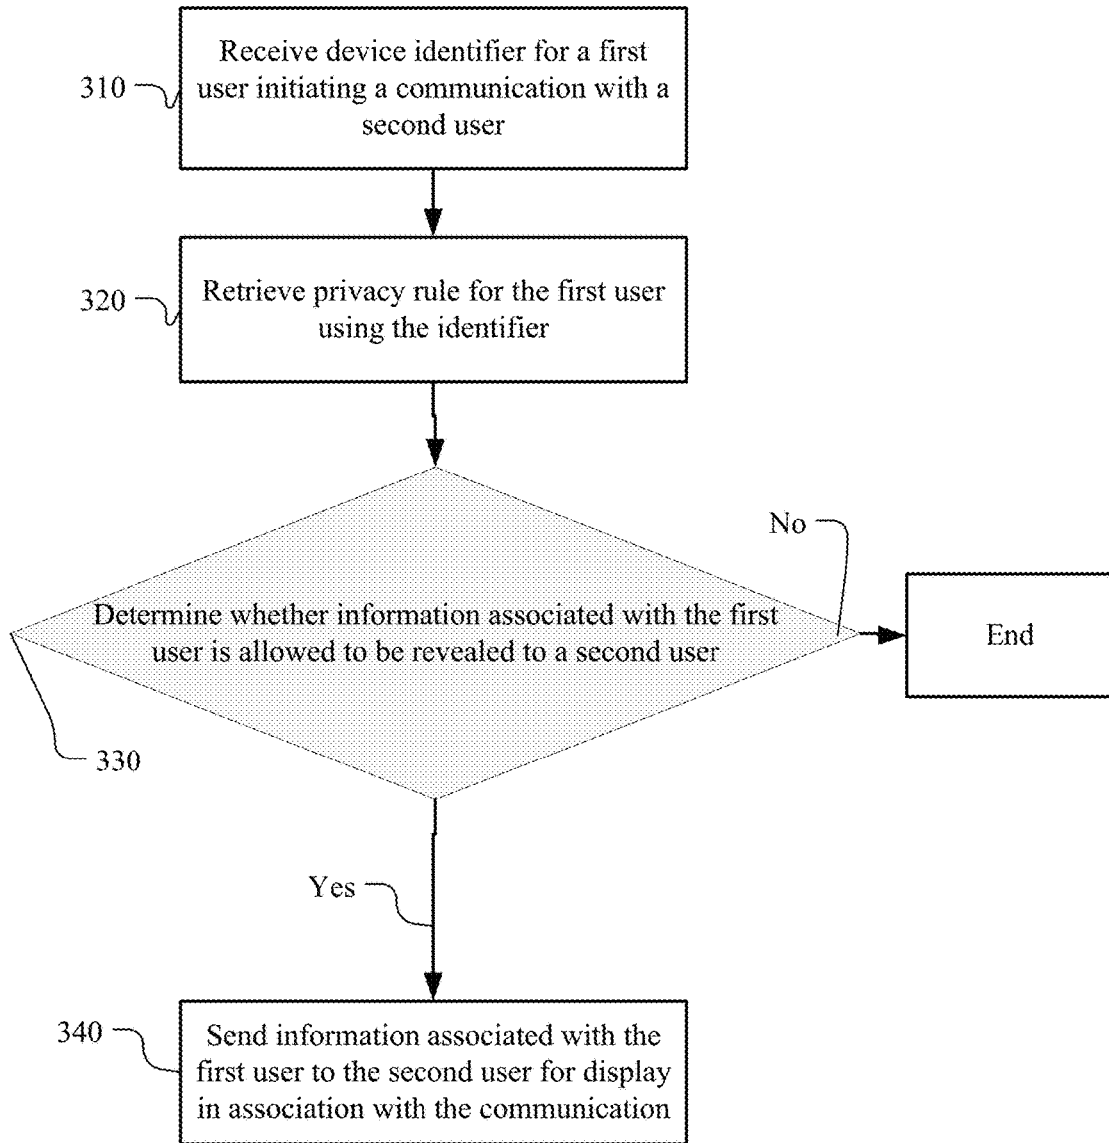 Receive device identifier for a first
user initiating a communication with a
second user
310
Retrieve privacy rule for the first user
using the identifier
320
No
Determine whether information associated with the first
user is allowed to be revealed to a second user
End
330
Yes
340
Send information associated with the
first user to the second user for display
in association with the communication